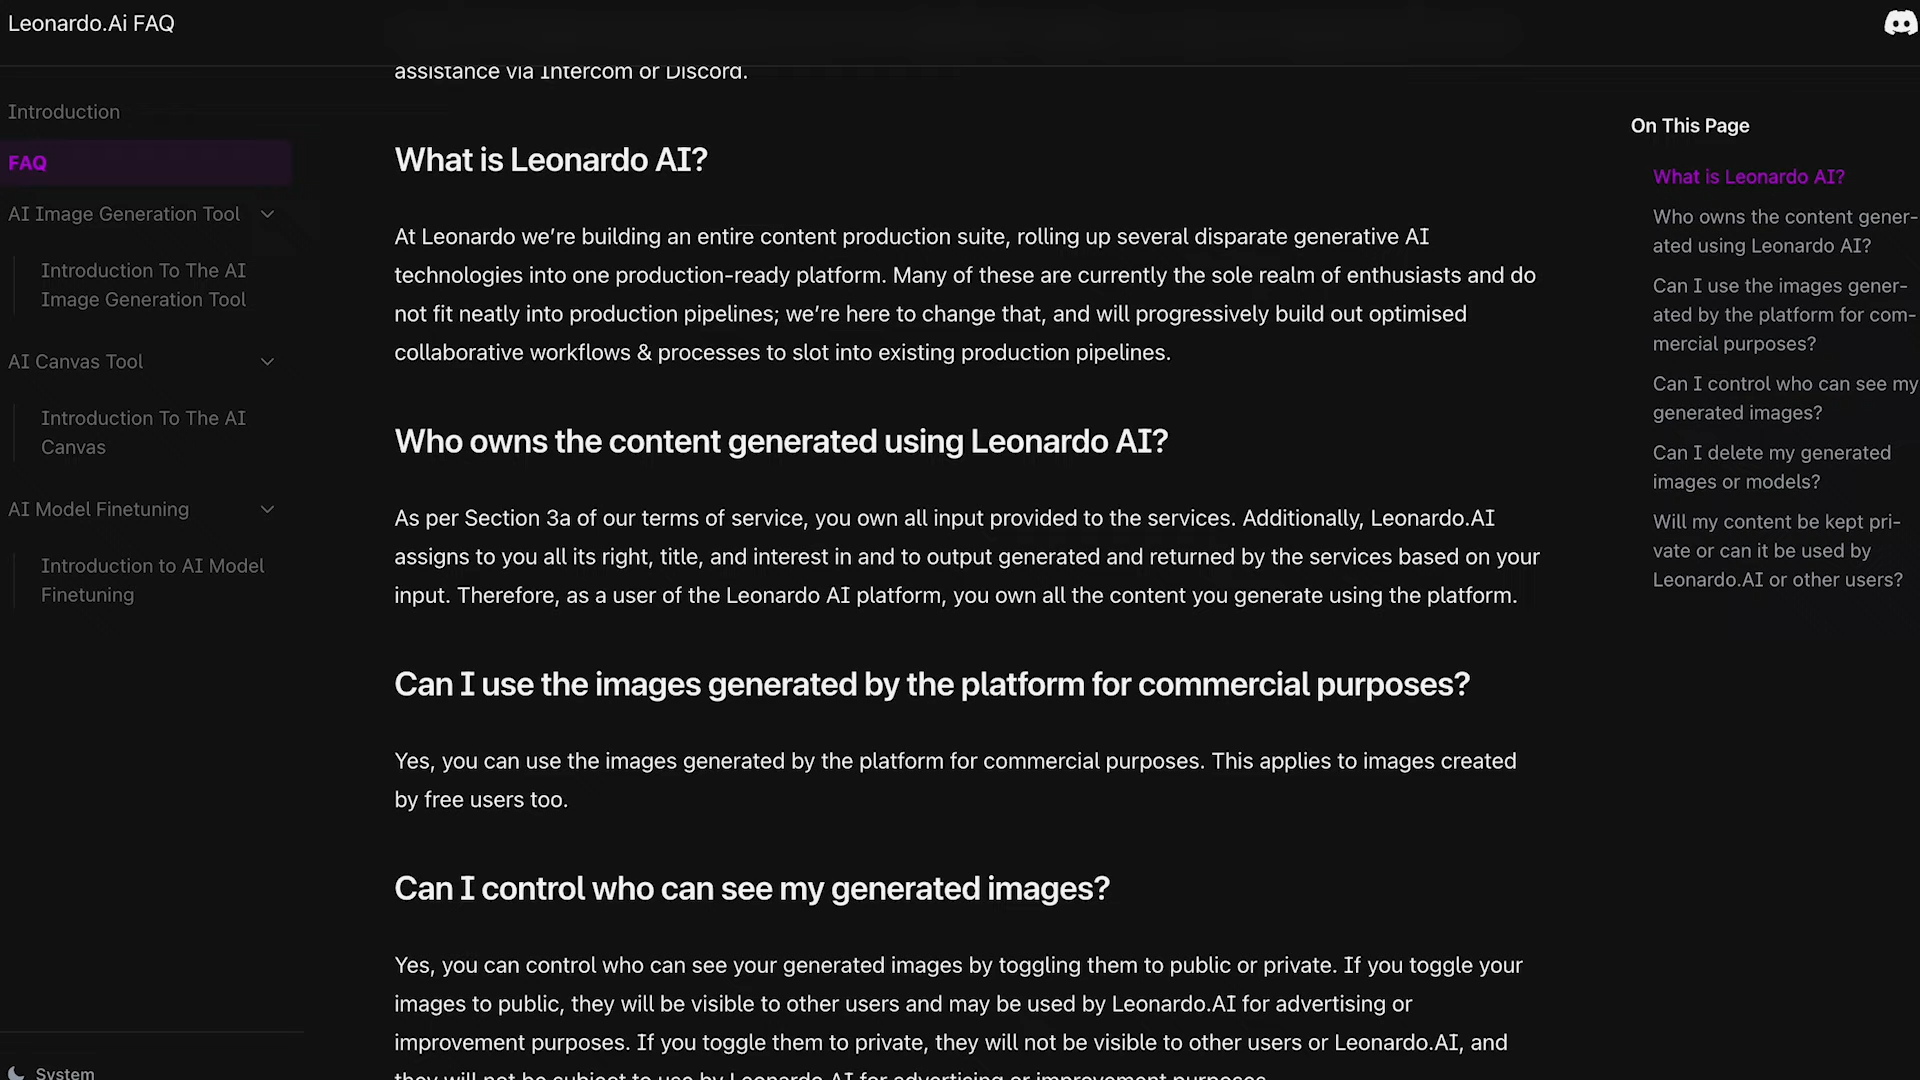 Leonardo.Ai FAQ
Introduction
FAQ
AI Image Generation Tool
Introduction To The AI
Image Generation Tool
AI Canvas Tool
Introduction To The AI
Canvas
AI Model Finetuning
Introduction to AI Model
Finetuning
System
assistance via Intercom or Discord.
What is Leonardo AI?
At Leonardo we’re building an entire content production suite, rolling up several disparate generative AI
technologies into one production-ready platform. Many of these are currently the sole realm of enthusiasts and do
not fit neatly into production pipelines; we’re here to change that, and will progressively build out optimised
collaborative workflows & processes to slot into existing production pipelines.
Who owns the content generated using Leonardo AI?
As per Section 3a of our terms of service, you own all input provided to the services. Additionally, Leonardo.AI
assigns to you all its right, title, and interest in and to output generated and returned by the services based on your
input. Therefore, as a user of the Leonardo AI platform, you own all the content you generate using the platform.
Can I use the images generated by the platform for commercial purposes?
Yes, you can use the images generated by the platform for commercial purposes. This applies to images created
by free users too.
Can I control who can see my generated images?
Yes, you can control who can see your generated images by toggling them to public or private. If you toggle your
images to public, they will be visible to other users and may be used by Leonardo.AI for advertising or
improvement purposes. If you toggle them to private, they will not be visible to other users or Leonardo.AI, and
they will not be subject to use by Leonardo.AI for advertising or improvement purposes.
On This Page
What is Leonardo AI?
Who owns the content gener-
ated using Leonardo AI?
Can I use the images gener-
ated by the platform for com-
mercial purposes?
Can I control who can see my
generated images?
Can I delete my generated
images or models?
Will my content be kept pri-
vate or can it be used by
Leonardo.AI or other users?